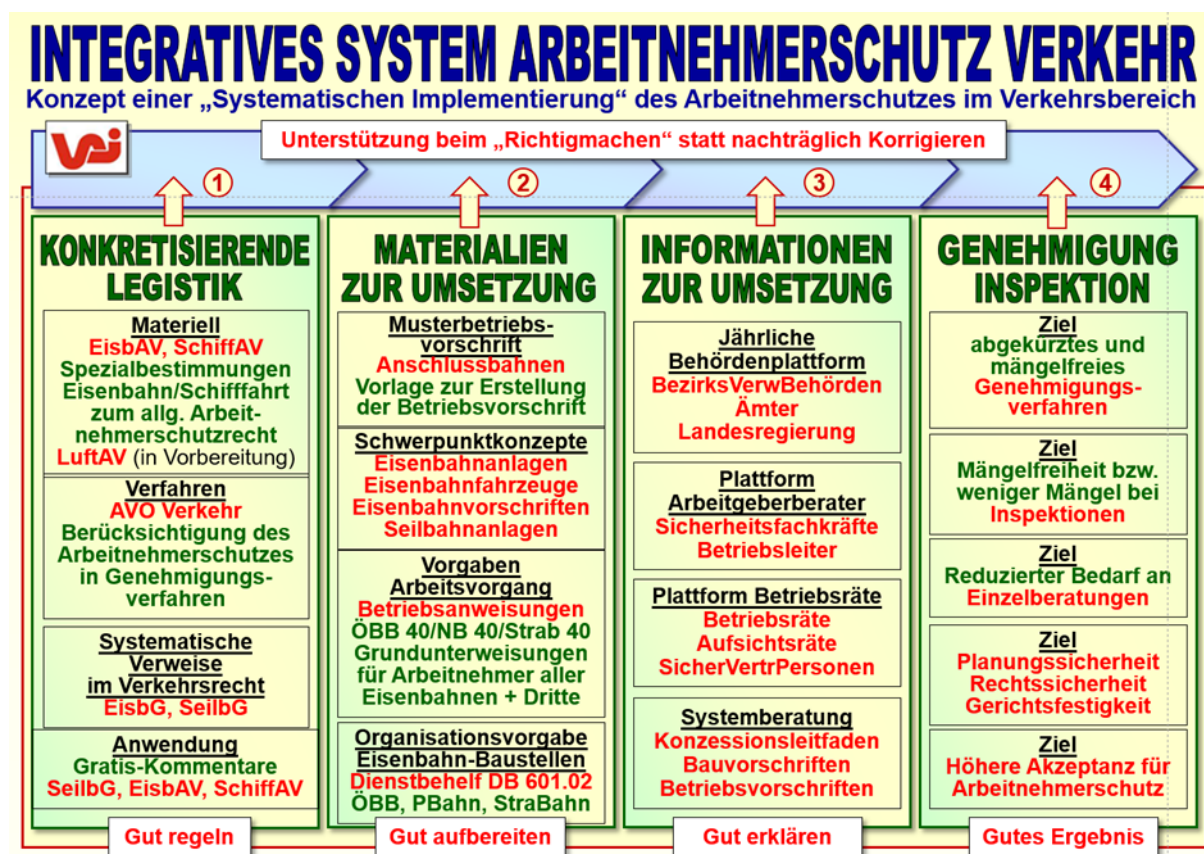 INTEGRATIVES SYSTEM ARBEITNEHMERSCHUTZ VERKEHR
Konzept einer „Systematischen Implementierung“ des Arbeitnehmerschutzes im Verkehrsbereich
Unterstützung beim „Richtigmachen“ statt nachträglich Korrigieren
1
KONKRETISIERENDE
LEGISTIK
Materiell
EisbAV, SchiffAV
Spezialbestimmungen
Eisenbahn/Schifffahrt
zum allg. Arbeit-
nehmerschutzrecht
LuftAV (in Vorbereitung)
Verfahren
AVO Verkehr
Berücksichtigung des
Arbeitnehmerschutzes
in Genehmigungs-
verfahren
Systematische
Verweise
im Verkehrsrecht
EisbG, SeilbG
Anwendung
Gratis-Kommentare
SeilbG, EisbAV, SchiffAV
Gut regeln
2
MATERIALIEN
ZUR UMSETZUNG
Musterbetriebs-
vorschrift
Anschlussbahnen
Vorlage zur Erstellung
der Betriebsvorschrift
Schwerpunktkonzepte
Eisenbahnanlagen
Eisenbahnfahrzeuge
Eisenbahnvorschriften
Seilbahnanlagen
Vorgaben
Arbeitsvorgang
Betriebsanweisungen
ÖBB 40/NB 40/Strab 40
Grundunterweisungen
für Arbeitnehmer aller
Eisenbahnen + Dritte
Organisationsvorgabe
Eisenbahn-Baustellen
Dienstbehelf DB 601.02
ÖBB, PBahn, StraBahn
Gut aufbereiten
3
INFORMATIONEN
ZUR UMSETZUNG
Jährliche
Behördenplattform
BezirksVerwBehörden
Ämter
Landesregierung
Plattform
Arbeitgeberberater
Sicherheitsfachkräfte
Betriebsleiter
Plattform Betriebsräte
Betriebsräte
Aufsichtsräte
SicherVertrPersonen
Systemberatung
Konzessionsleitfaden
Bauvorschriften
Betriebsvorschriften
Gut erklären
4
GENEHMIGUNG
INSPEKTION
Ziel
abgekürztes und
mängelfreies
Genehmigungs-
verfahren
Ziel
Mängelfreiheit bzw.
weniger Mängel bei
Inspektionen
Ziel
Reduzierter Bedarf an
Einzelberatungen
Ziel
Planungssicherheit
Rechtssicherheit
Gerichtsfestigkeit
Ziel
Höhere Akzeptanz für
Arbeitnehmerschutz
Gutes Ergebnis